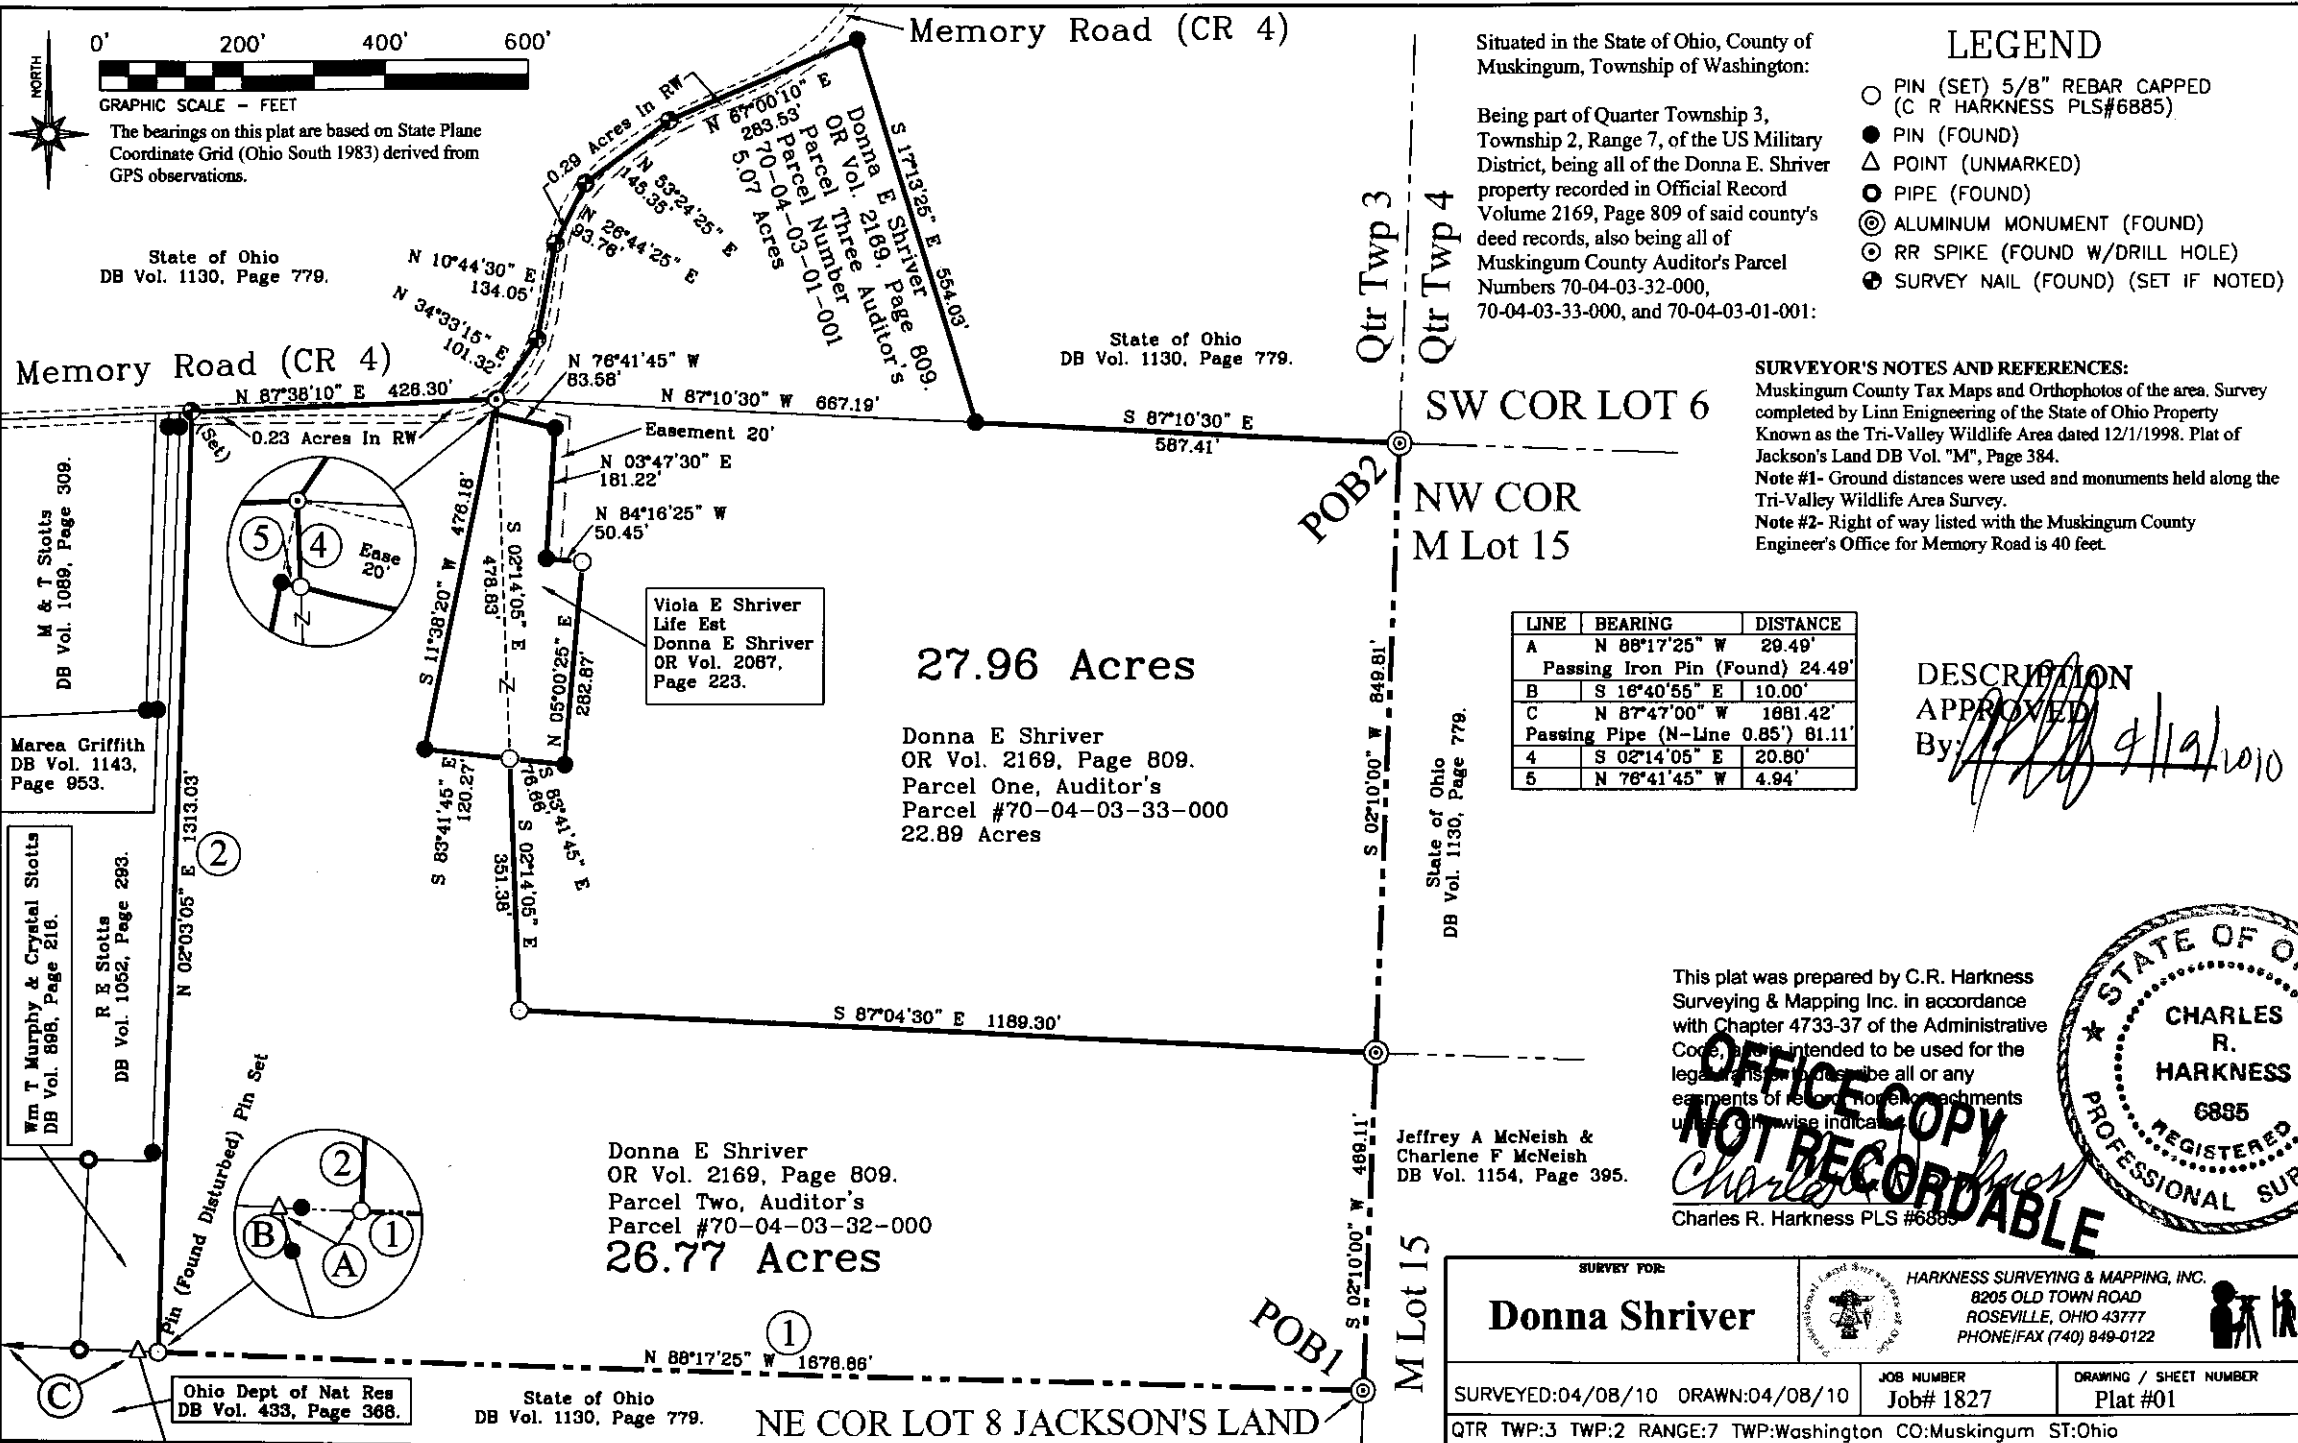 0' 200' 400' 600'
NORTH
GRAPHIC SCALE - FEET
The bearings on this plat are based on State Plane
Coordinate Grid (Ohio South 1983) derived from
GPS observations.
Memory Road (CR 4)
0.29 Acres In RW
N 67°00'10" E
283.53'
N 53°24'25" E
145.35'
N 26°44'25" E
93.76'
N 10°44'30" E
134.05'
N 34°33'15" E
101.32'
Donna E Shriver
OR Vol. 2169, Page 809.
Parcel Three Auditor's
Parcel Number
70-04-03-01-001
5.07 Acres
S 17°13'25" E 554.03'
State of Ohio
DB Vol. 1130, Page 779.
Memory Road (CR 4)
N 87°38'10" E 426.30'
(Set)
0.23 Acres In RW
N 76°41'45" W
83.58'
N 87°10'30" W 667.19'
Easement 20'
N 03°47'30" E
181.22'
N 84°16'25" W
50.45'
State of Ohio
DB Vol. 1130, Page 779.
S 87°10'30" E
587.41'
Qtr Twp 3
Qtr Twp 4
SW COR LOT 6
POB2
NW COR
M Lot 15
Situated in the State of Ohio, County of
Muskingum, Township of Washington:
Being part of Quarter Township 3,
Township 2, Range 7, of the US Military
District, being all of the Donna E. Shriver
property recorded in Official Record
Volume 2169, Page 809 of said county's
deed records, also being all of
Muskingum County Auditor's Parcel
Numbers 70-04-03-32-000,
70-04-03-33-000, and 70-04-03-01-001:
LEGEND
PIN (SET) 5/8" REBAR CAPPED
(C R HARKNESS PLS#6885)
PIN (FOUND)
POINT (UNMARKED)
PIPE (FOUND)
ALUMINUM MONUMENT (FOUND)
RR SPIKE (FOUND W/DRILL HOLE)
SURVEY NAIL (FOUND) (SET IF NOTED)
SURVEYOR'S NOTES AND REFERENCES:
Muskingum County Tax Maps and Orthophotos of the area. Survey
completed by Linn Enigneering of the State of Ohio Property
Known as the Tri-Valley Wildlife Area dated 12/1/1998. Plat of
Jackson's Land DB Vol. "M", Page 384.
Note #1- Ground distances were used and monuments held along the
Tri-Valley Wildlife Area Survey.
Note #2- Right of way listed with the Muskingum County
Engineer's Office for Memory Road is 40 feet.
LINE BEARING DISTANCE
A N 88°17'25" W 29.49'
Passing Iron Pin (Found) 24.49'
B S 16°40'55" E 10.00'
C N 87°47'00" W 1681.42'
Passing Pipe (N-Line 0.85') 81.11'
4 S 02°14'05" E 20.80'
5 N 76°41'45" W 4.94'
DESCRIPTION
APPROVED
By: 9/19/2010
M & T Stotts
DB Vol. 1089, Page 309.
5 4 Ease
20'
S 11°38'20" W 476.18'
S 02°14'05" E
478.83'
N 05°00'25" E
282.87'
Viola E Shriver
Life Est
Donna E Shriver
OR Vol. 2087,
Page 223.
S 83°41'45" E
120.27'
S 83°41'45" E
76.66'
S 02°14'05" E
351.38'
27.96 Acres
Donna E Shriver
OR Vol. 2169, Page 809.
Parcel One, Auditor's
Parcel #70-04-03-33-000
22.89 Acres
S 02°10'00" W 849.81'
State of Ohio
DB Vol. 1130, Page 779.
Marea Griffith
DB Vol. 1143,
Page 953.
Wm T Murphy & Crystal Stotts
DB Vol. 898, Page 216.
R E Stotts
DB Vol. 1052, Page 293.
N 02°03'05" E 1313.03'
2
S 87°04'30" E 1189.30'
Pin (Found Disturbed) Pin Set
2
B 1
A
Donna E Shriver
OR Vol. 2169, Page 809.
Parcel Two, Auditor's
Parcel #70-04-03-32-000
26.77 Acres
S 02°10'00" W 469.11'
Jeffrey A McNeish &
Charlene F McNeish
DB Vol. 1154, Page 395.
M Lot 15
POB1
1
N 88°17'25" W 1676.86'
C
Ohio Dept of Nat Res
DB Vol. 433, Page 368.
State of Ohio
DB Vol. 1130, Page 779.
NE COR LOT 8 JACKSON'S LAND
This plat was prepared by C.R. Harkness
Surveying & Mapping Inc. in accordance
with Chapter 4733-37 of the Administrative
Code, intended to be used for the
all or any
easments of
OFFICE COPY
NOT RECORDABLE
Charles R. Harkness PLS #6885
STATE OF
CHARLES
R.
HARKNESS
6885
REGISTERED
PROFESSIONAL
SURVEY FOR:
Donna Shriver
HARKNESS SURVEYING & MAPPING, INC.
8205 OLD TOWN ROAD
ROSEVILLE, OHIO 43777
PHONE/FAX (740) 849-0122
SURVEYED:04/08/10 DRAWN:04/08/10
JOB NUMBER
Job# 1827
DRAWING / SHEET NUMBER
Plat #01
QTR TWP:3 TWP:2 RANGE:7 TWP:Washington CO:Muskingum ST:Ohio